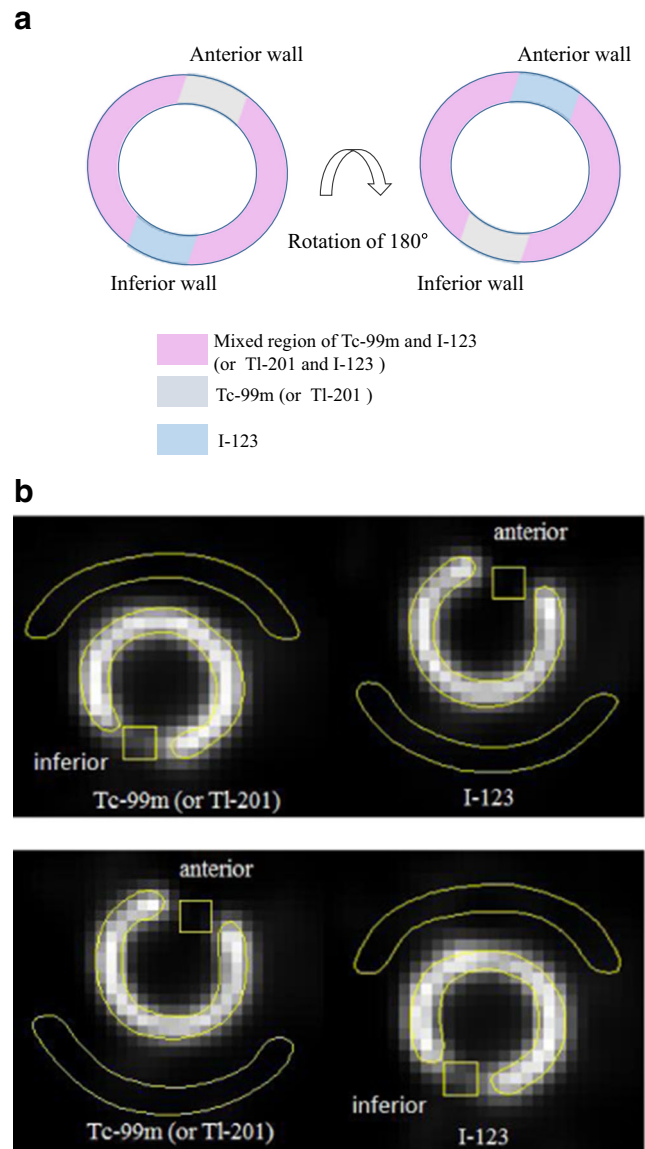 a
Anterior wall
Anterior wall
Rotation of 180°
Inferior wall
Inferior wall
Mixed region of Tc-99m and I-123
(or Tl-201 and I-123 )
Tc-99m (or Tl-201 )
I-123
b
anterior
inferior
Tc-99m (or Tl-201)
I-123
anterior
inferior
Tc-99m (or Tl-201)
I-123